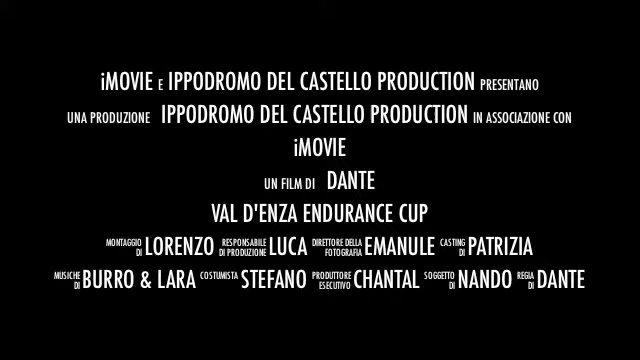 iMOVIE E IPPODROMO DEL CASTELLO PRODUCTION PRESENTANO
UNA PRODUZIONE IPPODROMO DEL CASTELLO PRODUCTION IN ASSOCIAZIONE CON
iMOVIE
UN FILM DI DANTE
VAL D'ENZA ENDURANCE CUP
MONTAGGIO DI LORENZO RESPONSABILE DI PRODUZIONE LUCA DIRETTORE DELLA FOTOGRAFIA EMANULE CASTING DI PATRIZIA
MUSICHE DI BURRO & LARA COSTUMISTA STEFANO PRODUTTORE ESECUTIVO CHANTAL SOGGETTO DI NANDO REGIA DI DANTE